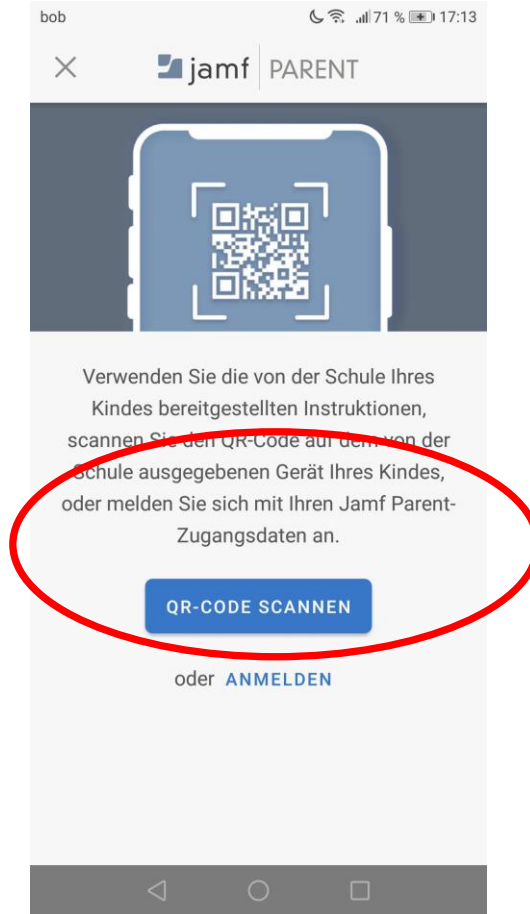 bob 71 % 17:13
jamf PARENT
Verwenden Sie die von der Schule Ihres
Kindes bereitgestellten Instruktionen,
scannen Sie den QR-Code auf dem von der
Schule ausgegebenen Gerät Ihres Kindes,
oder melden Sie sich mit Ihren Jamf Parent-
Zugangsdaten an.
QR-CODE SCANNEN
oder ANMELDEN